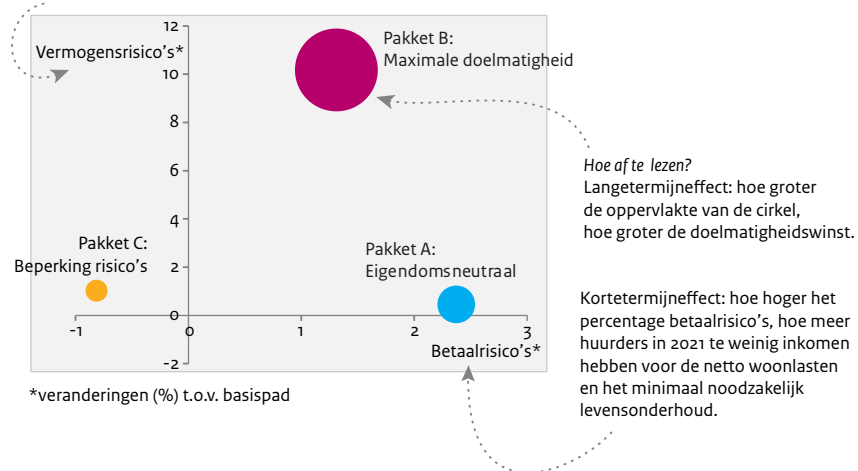 12
Vermogensrisico's*
10
8
6
4
2
0
-2
-1
0
1
2
3
Pakket B:
Maximale doelmatigheid
Pakket C:
Beperking risico's
Pakket A:
Eigendomsneutraal
Betaalrisico's*
*veranderingen (%) t.o.v. basispad
Hoe af te lezen?
Langetermijneffect: hoe groter
de oppervlakte van de cirkel,
hoe groter de doelmatigheidswinst.
Kortetermijneffect: hoe hoger het
percentage betaalrisico's, hoe meer
huurders in 2021 te weinig inkomen
hebben voor de netto woonlasten
en het minimaal noodzakelijk
levensonderhoud.